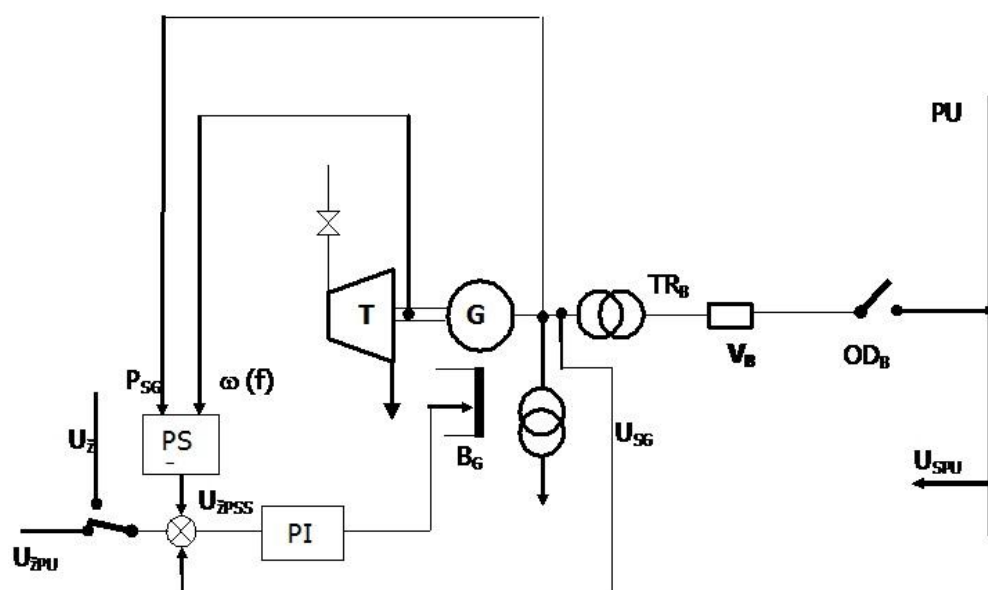 PU
TR_B
T
G
V_B
OD_B
P_SG
ω (f)
U_ž
PS
B_G
U_SG
U_SPU
U_žPSS
PI
U_žPU